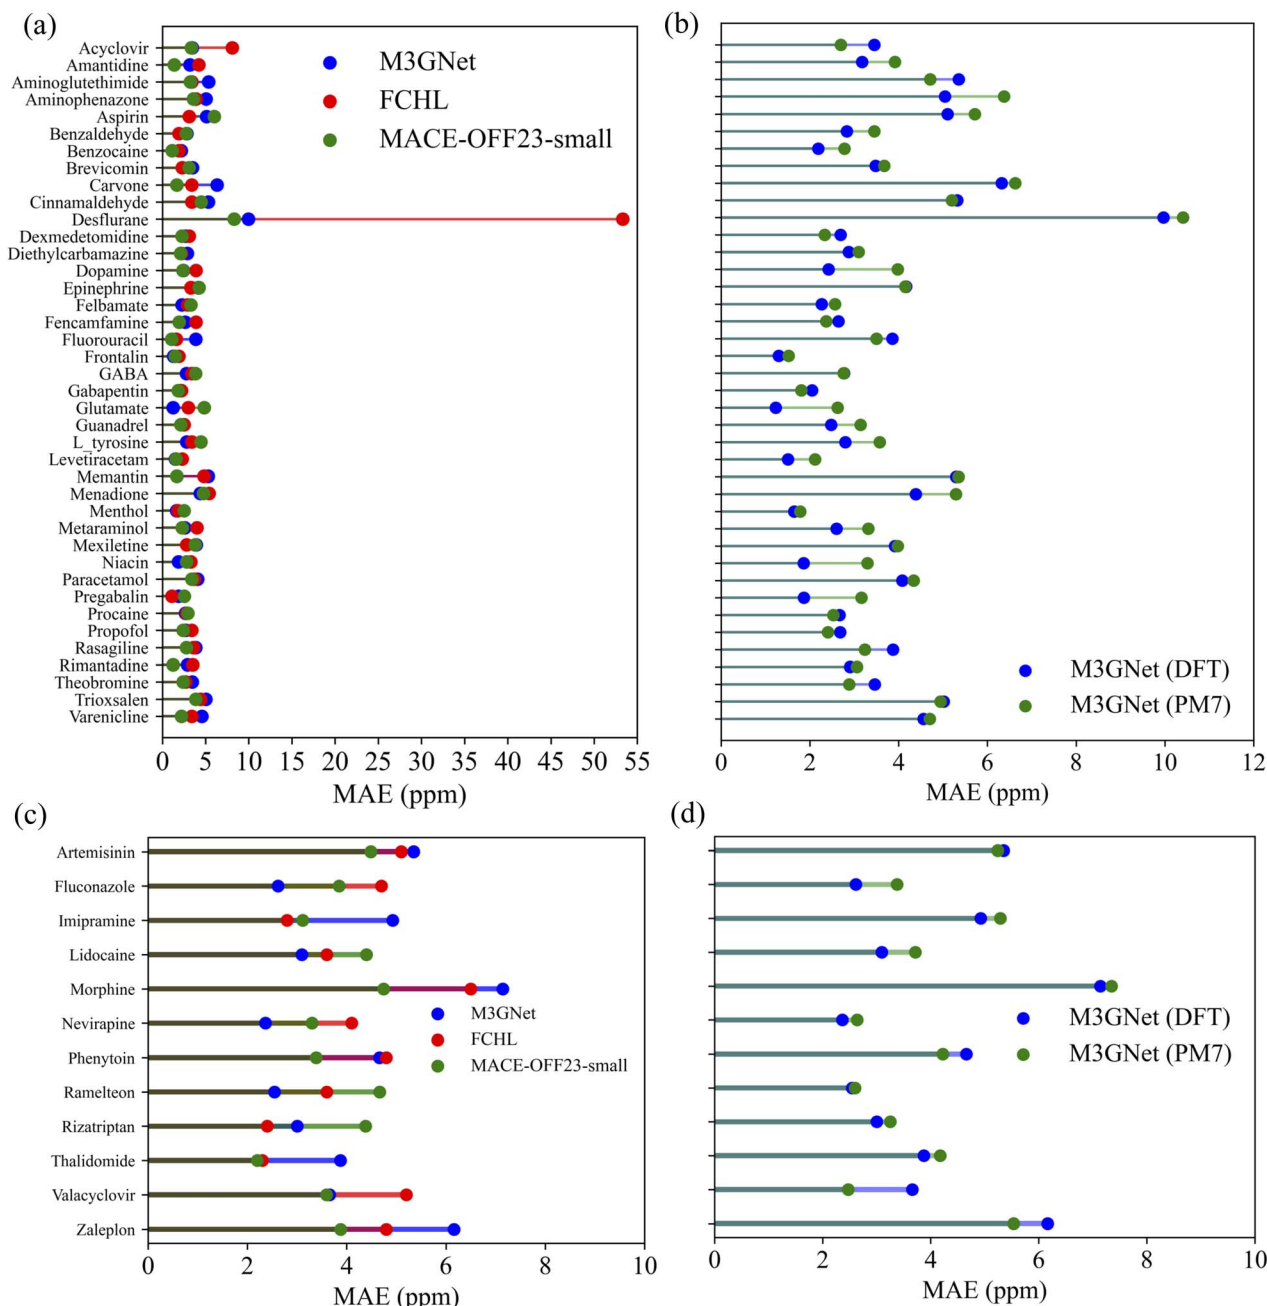 (a)
Acyclovir
Amantidine
Aminoglutethimide
Aminophenazone
Aspirin
Benzaldehyde
Benzocaine
Brevicomin
Carvone
Cinnamaldehyde
Desflurane
Dexmedetomidine
Diethylcarbamazine
Dopamine
Epinephrine
Felbamate
Fencamfamine
Fluorouracil
Frontalin
GABA
Gabapentin
Glutamate
Guanadrel
L_tyrosine
Levetiracetam
Memantin
Menadione
Menthol
Metaraminol
Mexiletine
Niacin
Paracetamol
Pregabalin
Procaine
Propofol
Rasagiline
Rimantadine
Theobromine
Trioxsalen
Varenicline
M3GNet
FCHL
MACE-OFF23-small
0 5 10 15 20 25 30 35 40 45 50 55
MAE (ppm)
(b)
M3GNet (DFT)
M3GNet (PM7)
0 2 4 6 8 10 12
MAE (ppm)
(c)
Artemisinin
Fluconazole
Imipramine
Lidocaine
Morphine
Nevirapine
Phenytoin
Ramelteon
Rizatriptan
Thalidomide
Valacyclovir
Zaleplon
M3GNet
FCHL
MACE-OFF23-small
0 2 4 6 8 10
MAE (ppm)
(d)
M3GNet (DFT)
M3GNet (PM7)
0 2 4 6 8 10
MAE (ppm)